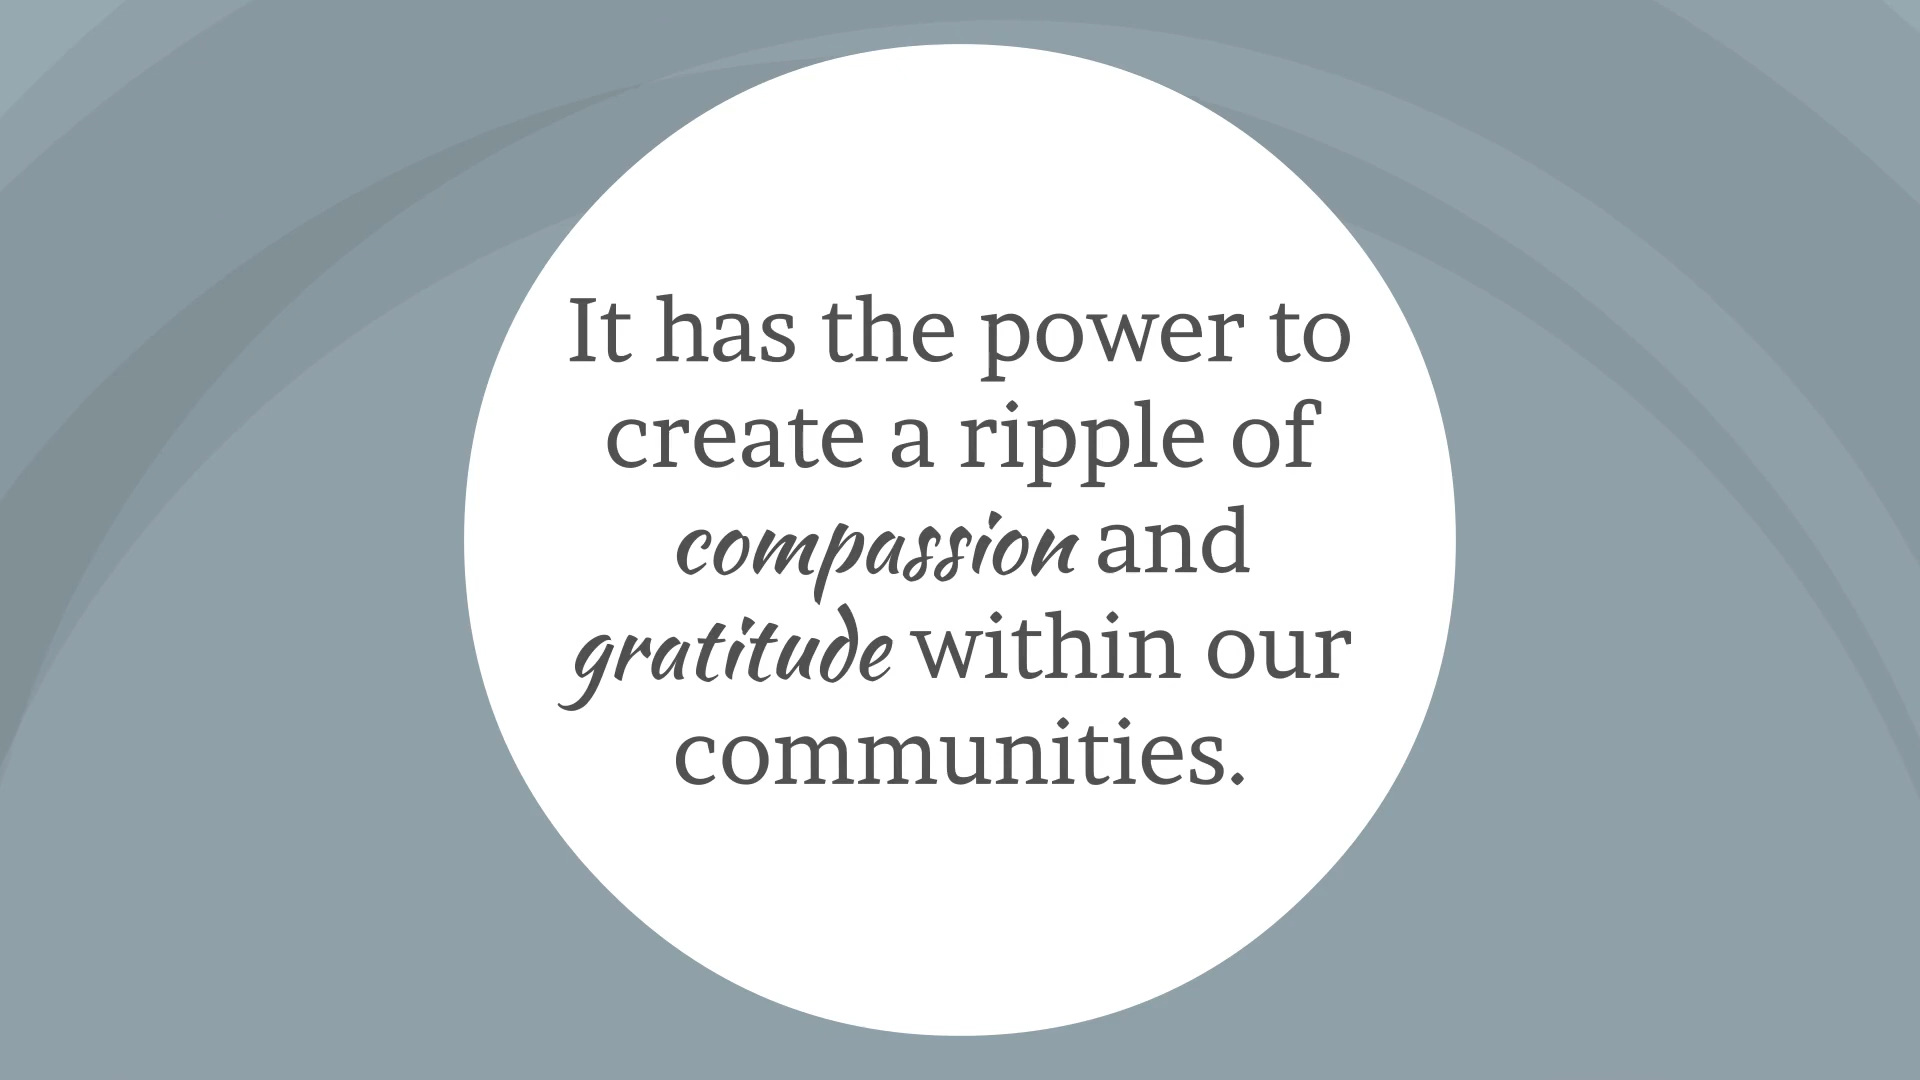 It has the power to
create a ripple of
compassion and
gratitude within our
communities.